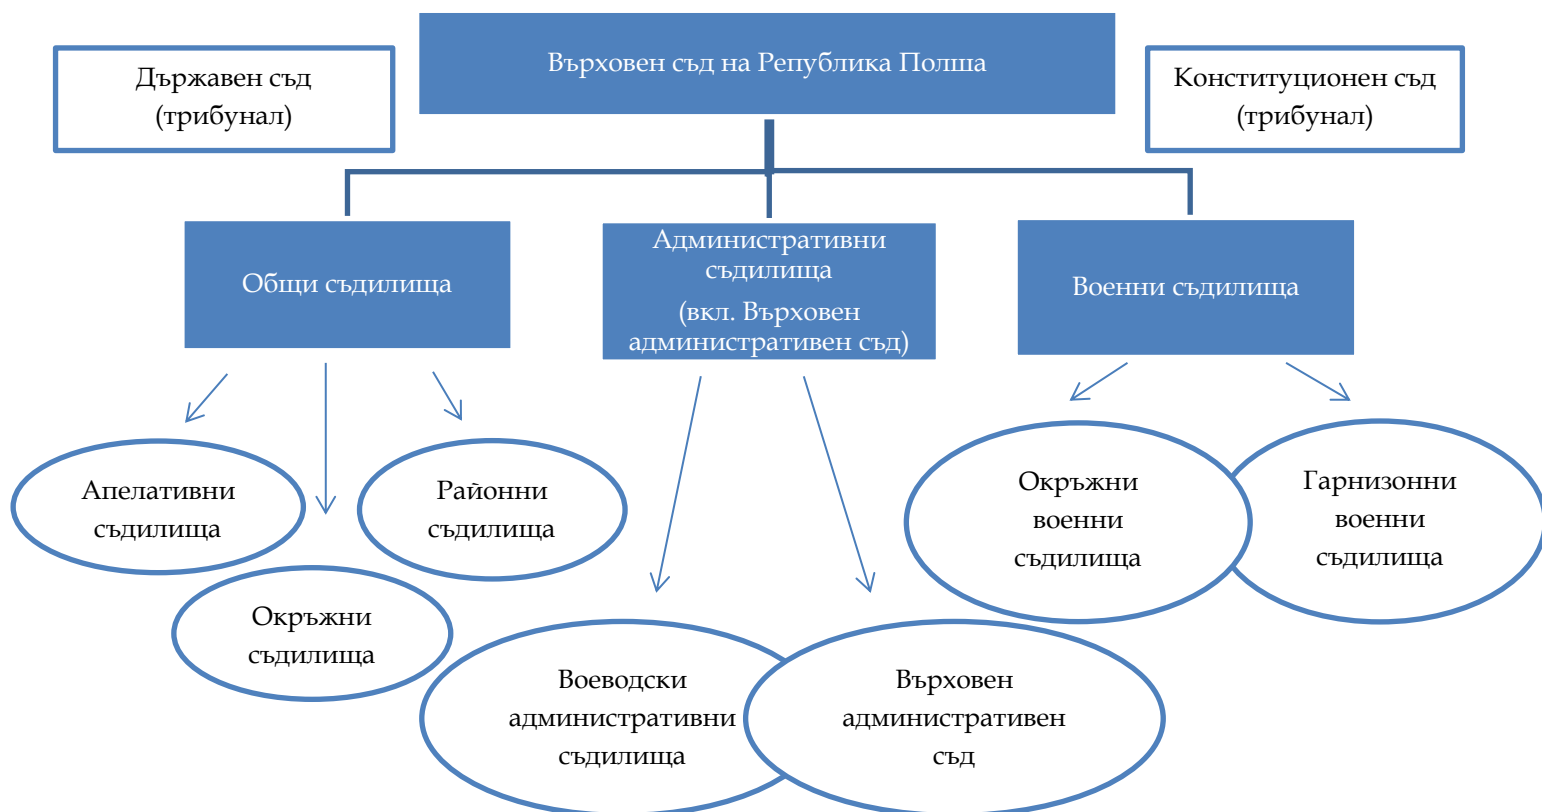 Върховен съд на Република Полша
Държавен съд
(трибунал)
Конституционен съд
(трибунал)
Общи съдилища
Административни
съдилища
(вкл. Върховен
административен съд)
Военни съдилища
Апелативни
съдилища
Районни
съдилища
Окръжни
съдилища
Воеводски
административни
съдилища
Върховен
административен
съд
Окръжни
военни
съдилища
Гарнизонни
военни
съдилища